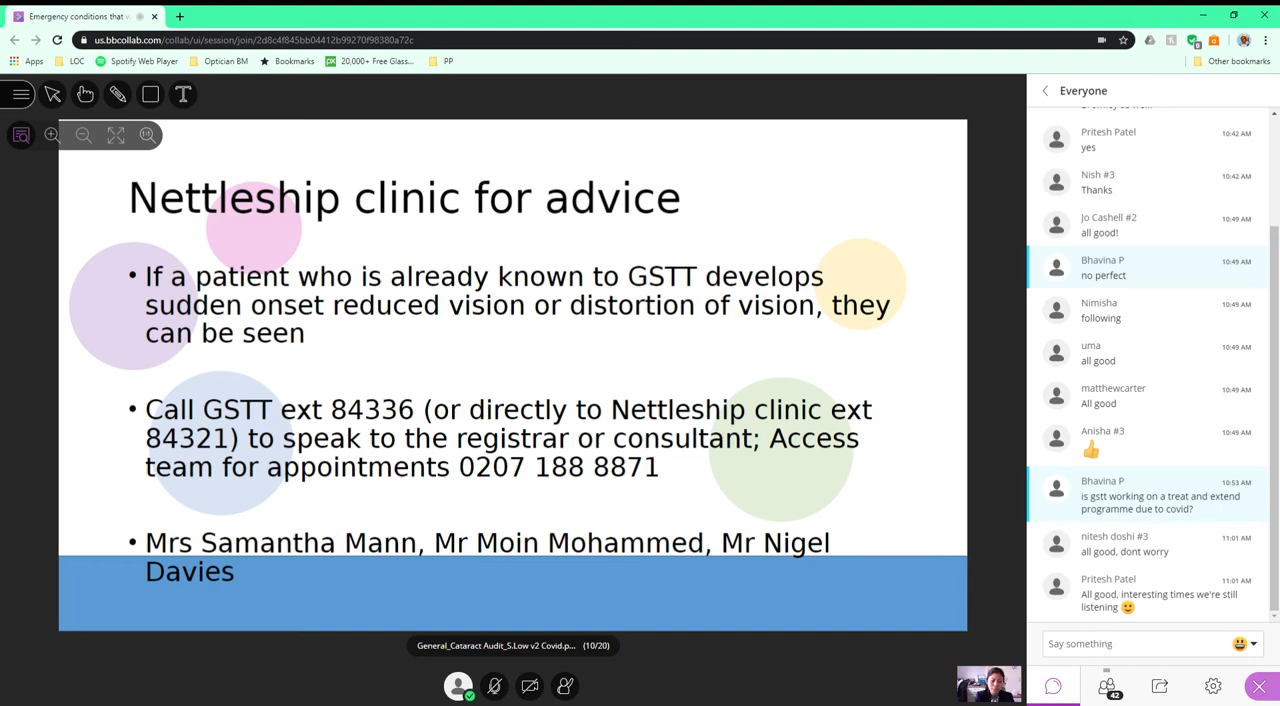 Emergency conditions that v
us.bbcollab.com/collab/ui/session/join/2d8c4f845bb04412b99270f98380a72c
Apps
LOC
Spotify Web Player
Optician BM
Bookmarks
20,000+ Free Glass...
PP
Other bookmarks
Nettleship clinic for advice
• If a patient who is already known to GSTT develops
sudden onset reduced vision or distortion of vision, they
can be seen
• Call GSTT ext 84336 (or directly to Nettleship clinic ext
84321) to speak to the registrar or consultant; Access
team for appointments 0207 188 8871
• Mrs Samantha Mann, Mr Moin Mohammed, Mr Nigel
Davies
General_Cataract Audit_S.Low v2 Covid.p... (10/20)
Everyone
Pritesh Patel 10:42 AM
yes
Nish #3 10:42 AM
Thanks
Jo Cashell #2 10:49 AM
all good!
Bhavina P 10:49 AM
no perfect
Nimisha 10:49 AM
following
uma 10:49 AM
all good
matthewcarter 10:49 AM
All good
Anisha #3 10:49 AM
Bhavina P 10:53 AM
is gstt working on a treat and extend
programme due to covid?
nitesh doshi #3 11:01 AM
all good, dont worry
Pritesh Patel 11:01 AM
All good, interesting times we're still
listening
Say something
42